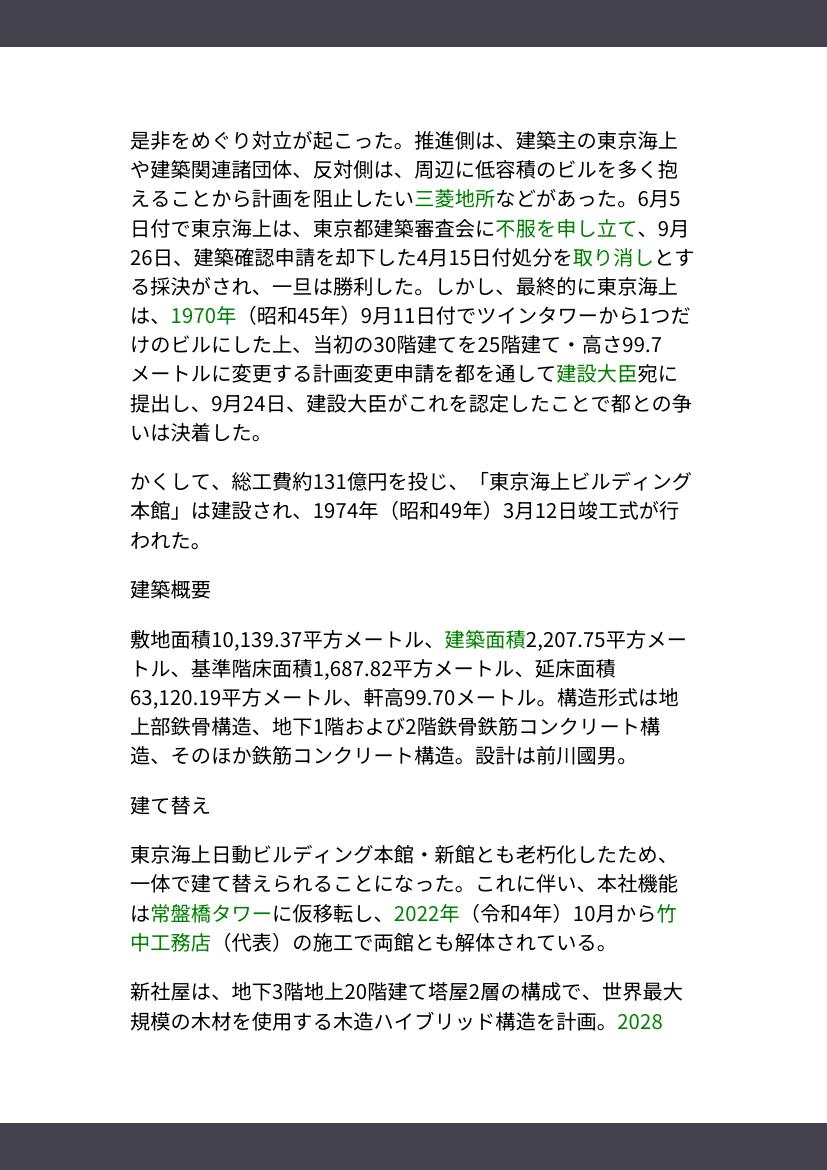 是非をめぐり対立が起こった。推進側は、建築主の東京海上
や建築関連諸団体、反対側は、周辺に低容積のビルを多く抱
えることから計画を阻止したい三菱地所などがあった。6月5
日付で東京海上は、東京都建築審査会に不服を申し立て、9月
26日、建築確認申請を却下した4月15日付処分を取り消しとす
る採決がされ、一旦は勝利した。しかし、最終的に東京海上
は、1970年（昭和45年）9月11日付でツインタワーから1つだ
けのビルにした上、当初の30階建てを25階建て・高さ99.7
メートルに変更する計画変更申請を都を通して建設大臣宛に
提出し、9月24日、建設大臣がこれを認定したことで都との争
いは決着した。
かくして、総工費約131億円を投じ、「東京海上ビルディング
本館」は建設され、1974年（昭和49年）3月12日竣工式が行
われた。
建築概要
敷地面積10,139.37平方メートル、建築面積2,207.75平方メー
トル、基準階床面積1,687.82平方メートル、延床面積
63,120.19平方メートル、軒高99.70メートル。構造形式は地
上部鉄骨構造、地下1階および2階鉄骨鉄筋コンクリート構
造、そのほか鉄筋コンクリート構造。設計は前川國男。
建て替え
東京海上日動ビルディング本館・新館とも老朽化したため、
一体で建て替えられることになった。これに伴い、本社機能
は常盤橋タワーに仮移転し、2022年（令和4年）10月から竹
中工務店（代表）の施工で両館とも解体されている。
新社屋は、地下3階地上20階建て塔屋2層の構成で、世界最大
規模の木材を使用する木造ハイブリッド構造を計画。2028